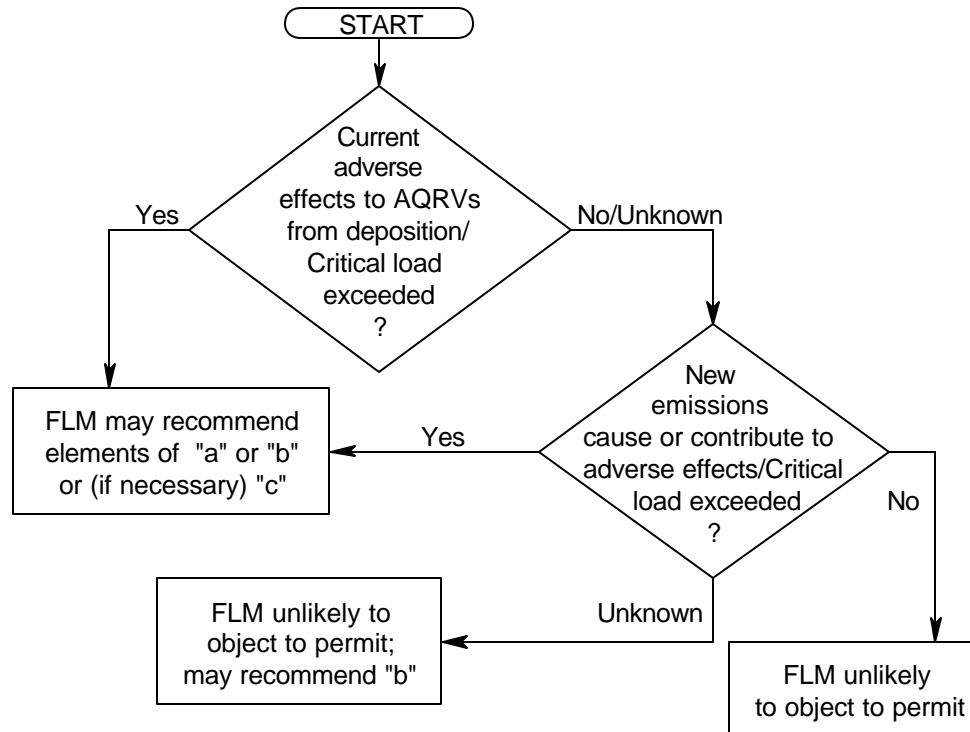 START
Current
adverse
effects to AQRVs
from deposition/
Critical load
exceeded
?
Yes
No/Unknown
New
emissions
cause or contribute to
adverse effects/Critical
load exceeded
?
Yes
No
Unknown
FLM may recommend
elements of "a" or "b"
or (if necessary) "c"
FLM unlikely to
object to permit;
may recommend "b"
FLM unlikely
to object to permit